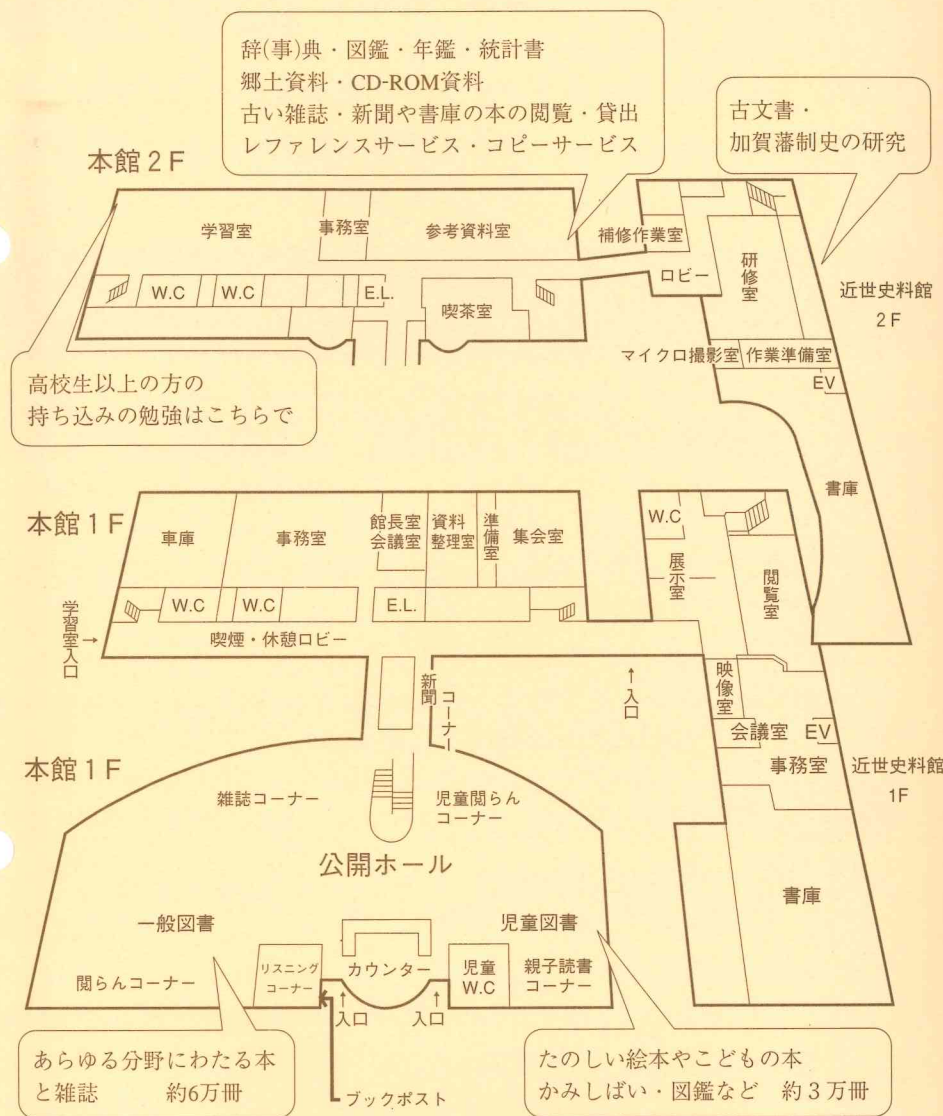 辞(事)典・図鑑・年鑑・統計書
郷土資料・CD-ROM資料
古い雑誌・新聞や書庫の本の閲覧・貸出
レファレンスサービス・コピーサービス
古文書・
加賀藩制史の研究
本館2F
学習室
事務室
参考資料室
補修作業室
ロビー
研修室
W.C
W.C
E.L.
喫茶室
近世史料館
2F
マイクロ撮影室
作業準備室
EV
書庫
高校生以上の方の
持ち込みの勉強はこちらで
本館1F
車庫
事務室
館長室
会議室
資料
整理室
準備室
集会室
W.C
展示室
閲覧室
W.C
W.C
E.L.
学習室入口→
喫煙・休憩ロビー
新聞
コーナー
↑入口
映像室
会議室
EV
事務室
近世史料館
1F
書庫
本館1F
雑誌コーナー
児童閲らん
コーナー
公開ホール
一般図書
児童図書
閲らんコーナー
リスニング
コーナー
カウンター
児童
W.C
親子読書
コーナー
↑入口
↑入口
あらゆる分野にわたる本
と雑誌 約6万冊
たのしい絵本やこどもの本
かみしばい・図鑑など 約3万冊
ブックポスト